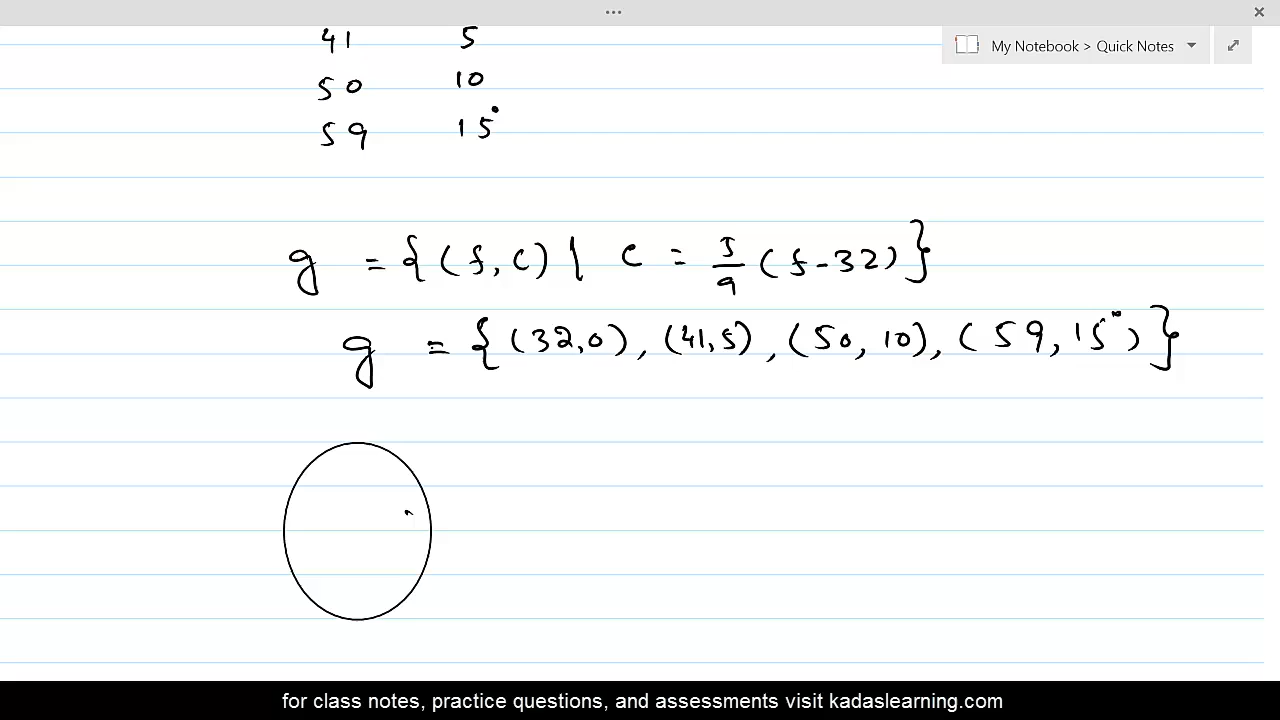 ...
My Notebook > Quick Notes
41 5
50 10
59 15°
g = {(f, c) | c = 5/9 (f - 32)}
g = {(32, 0), (41, 5), (50, 10), (59, 15°)}
for class notes, practice questions, and assessments visit kadaslearning.com